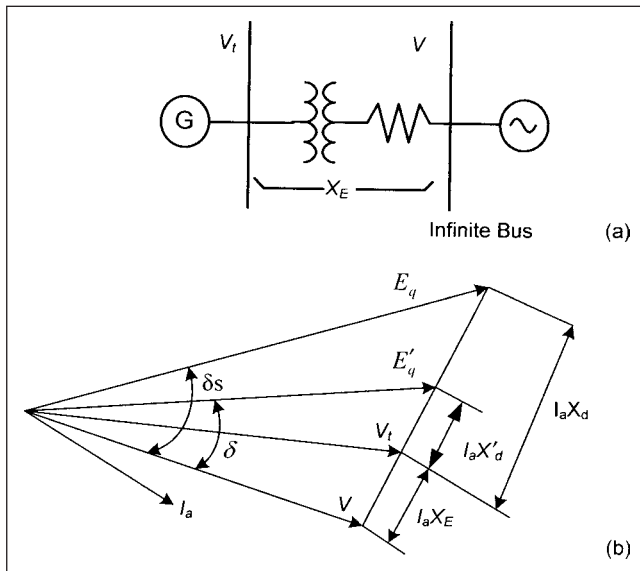 V_t
V
G
X_E
Infinite Bus
(a)
E_q
E'_q
δs
δ
V_t
I_aX_d
I_aX'_d
I_a
V
I_aX_E
(b)